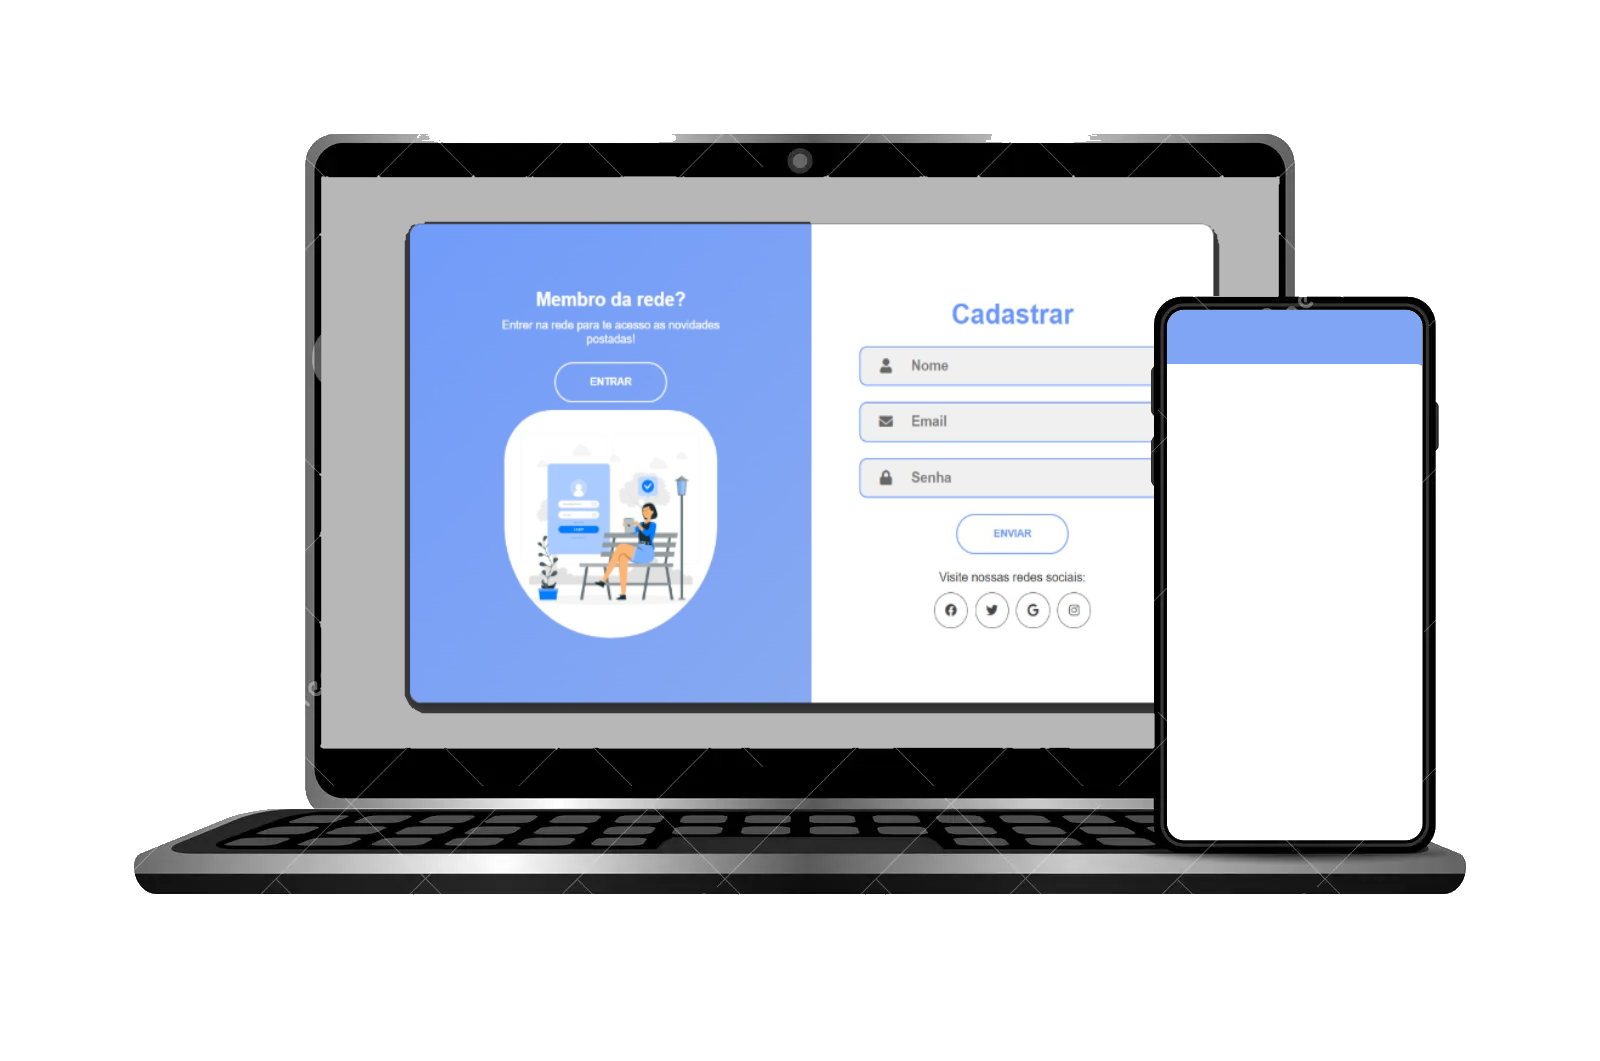 Membro da rede?
Entrer na rede para te acesso as novidades
postadas!
ENTRAR
Cadastrar
Nome
Email
Senha
ENVIAR
Visite nossas redes sociais: